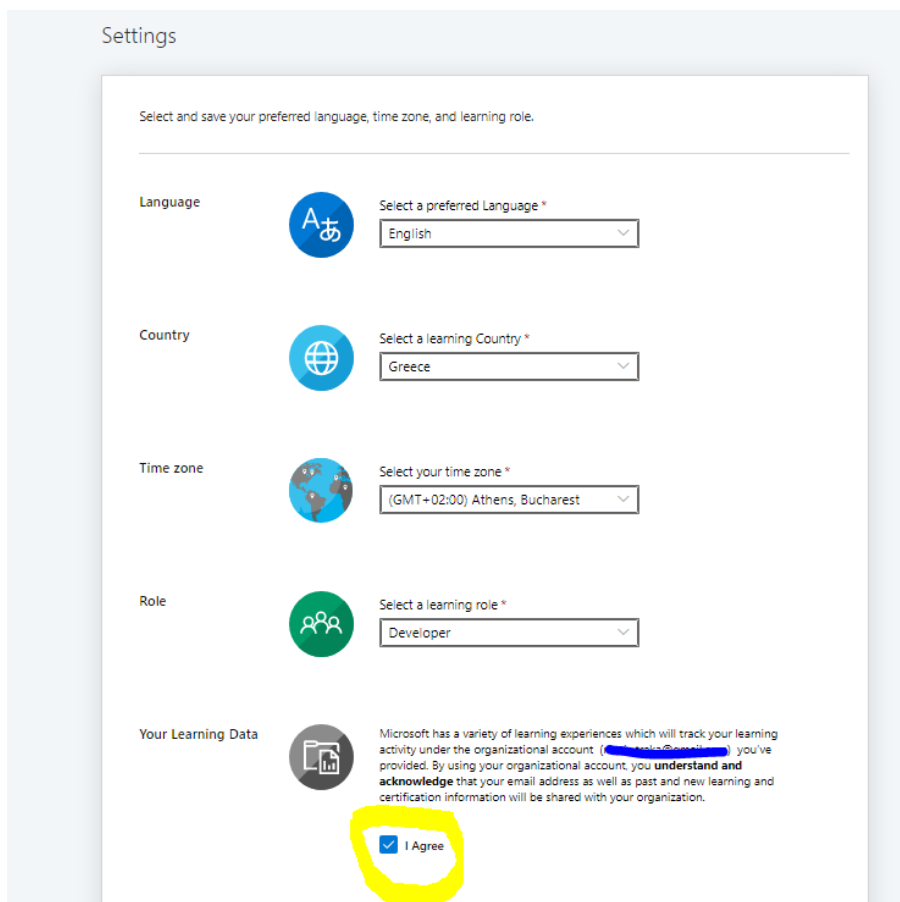 Settings
Select and save your preferred language, time zone, and learning role.
Language
Select a preferred Language *
English
Country
Select a learning Country *
Greece
Time zone
Select your time zone *
(GMT+02:00) Athens, Bucharest
Role
Select a learning role *
Developer
Your Learning Data
Microsoft has a variety of learning experiences which will track your learning
activity under the organizational account ( ) you've
provided. By using your organizational account, you understand and
acknowledge that your email address as well as past and new learning and
certification information will be shared with your organization.
I Agree